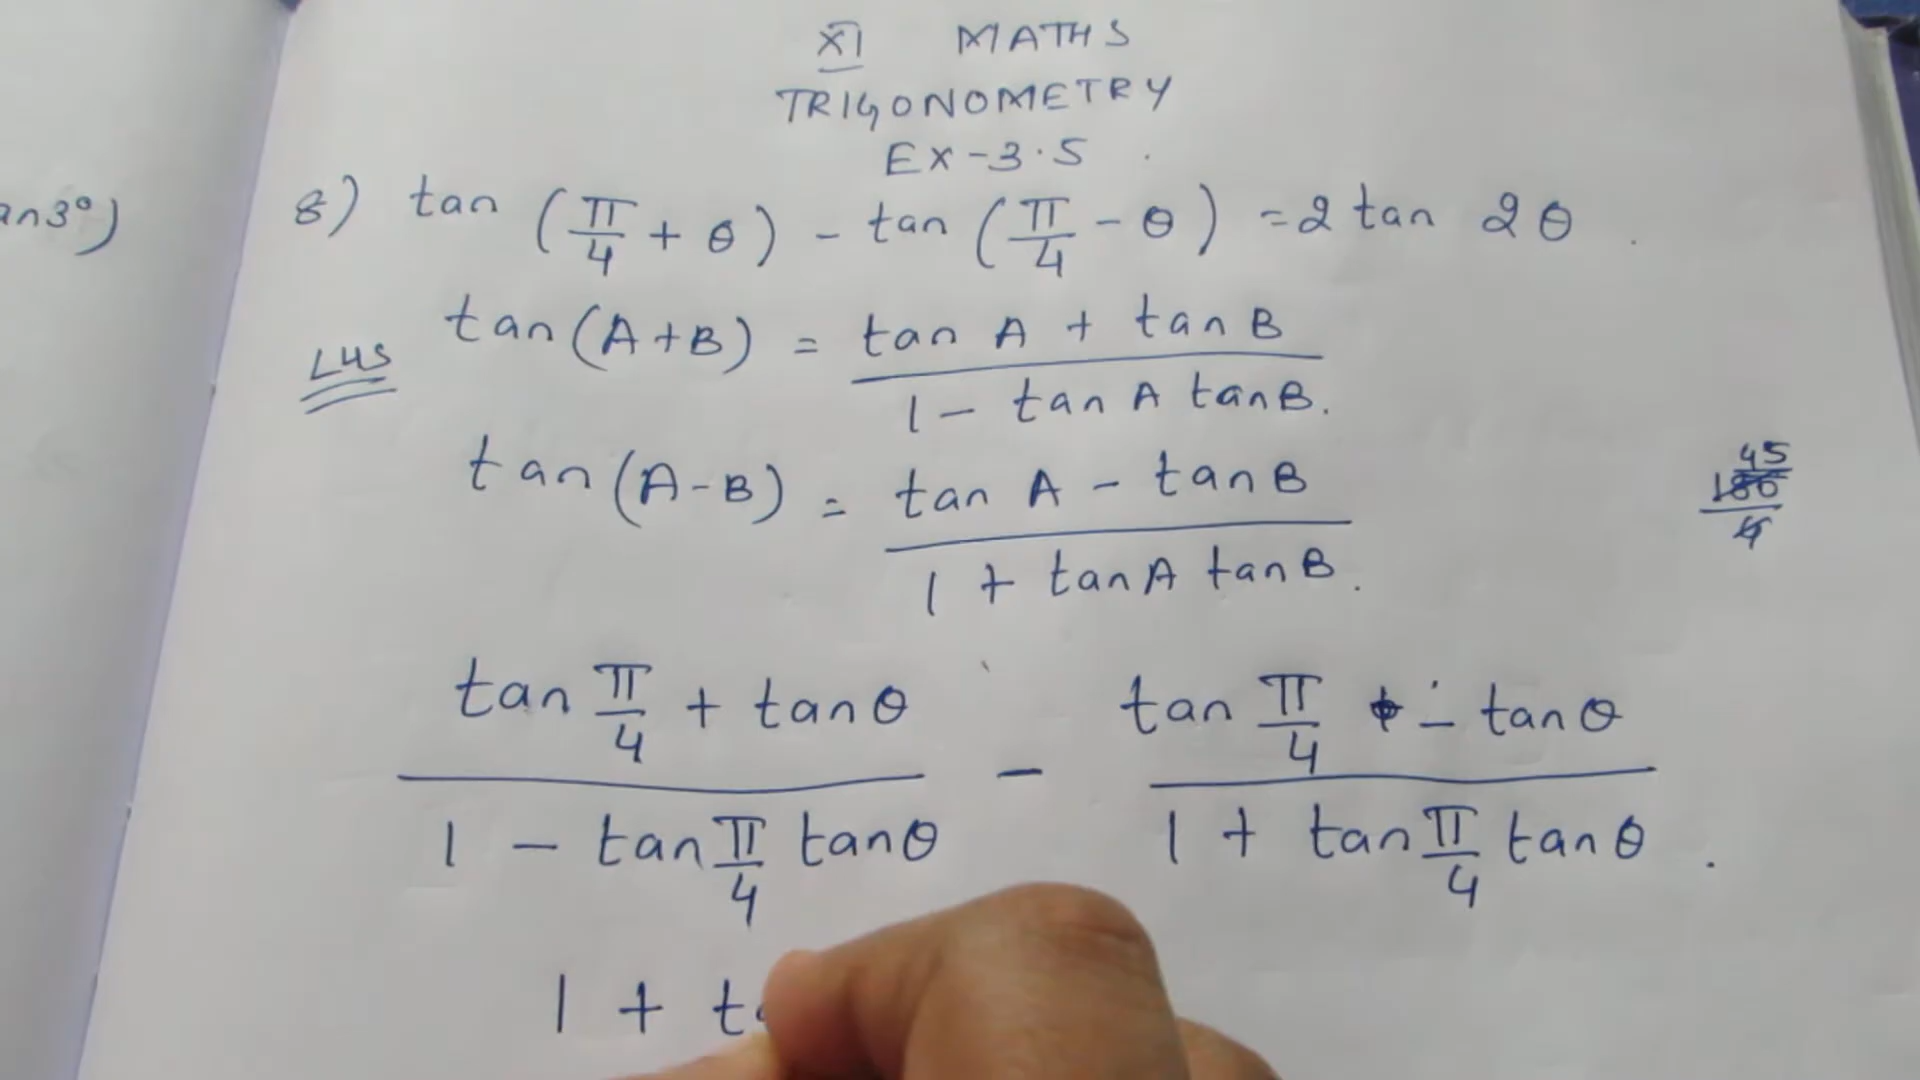 an3°)
XI MATHS
TRIGONOMETRY
EX-3.5
8) tan (π/4 + θ) - tan (π/4 - θ) = 2 tan 2θ
LHS
tan(A+B) = tan A + tan B
1 - tan A tan B.
tan(A-B) = tan A - tan B
1 + tan A tan B.
45
180
4
tan π/4 + tan θ - tan π/4 - tan θ
1 - tan π/4 tan θ
1 + tan π/4 tan θ.
1 + t